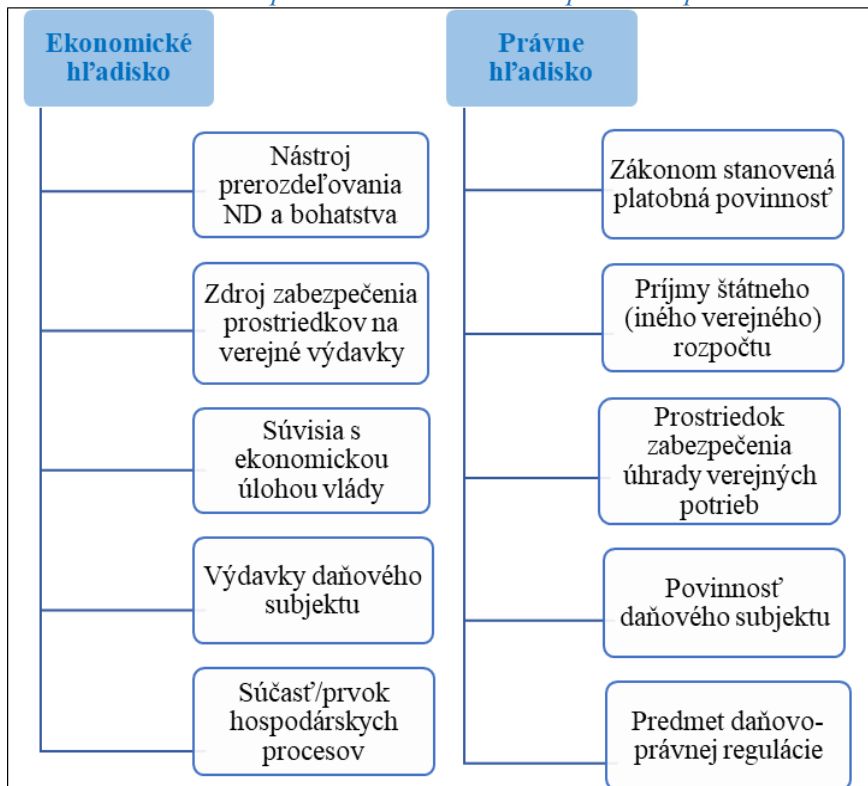 Ekonomické
hľadisko
Nástroj
prerozdeľovania
ND a bohatstva
Zdroj zabezpečenia
prostriedkov na
verejné výdavky
Súvisia s
ekonomickou
úlohou vlády
Výdavky daňového
subjektu
Súčasť/prvok
hospodárskych
procesov
Právne
hľadisko
Zákonom stanovená
platobná povinnosť
Príjmy štátneho
(iného verejného)
rozpočtu
Prostriedok
zabezpečenia
úhrady verejných
potrieb
Povinnosť
daňového subjektu
Predmet daňovo-
právnej regulácie